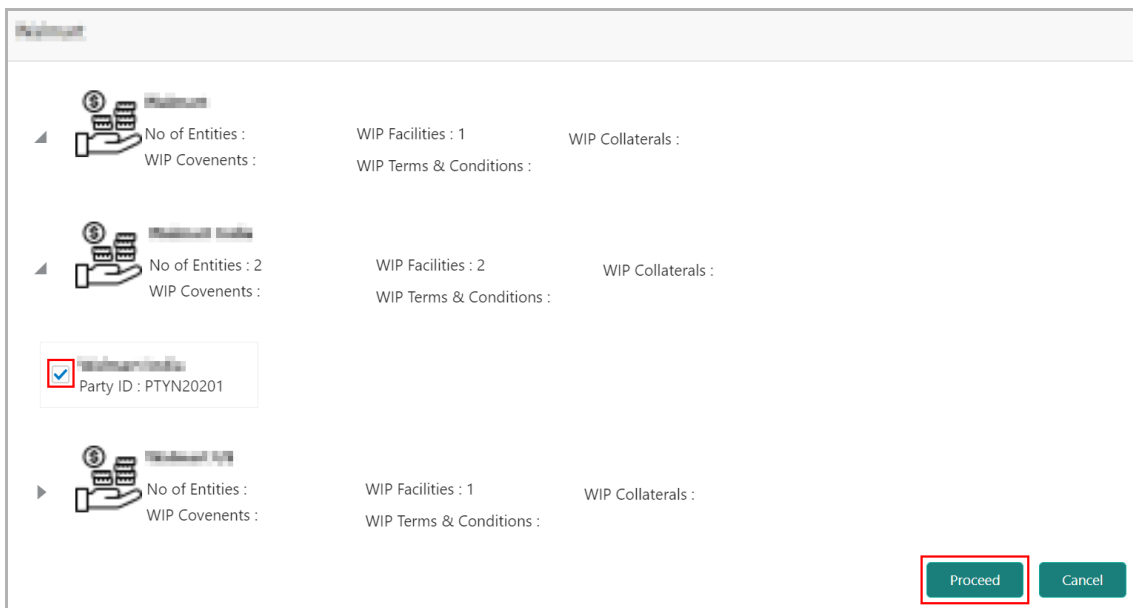 No of Entities : WIP Facilities : 1 WIP Collaterals :
WIP Covenents : WIP Terms & Conditions :
No of Entities : 2 WIP Facilities : 2 WIP Collaterals :
WIP Covenents : WIP Terms & Conditions :
Party ID : PTYN20201
No of Entities : WIP Facilities : 1 WIP Collaterals :
WIP Covenents : WIP Terms & Conditions :
Proceed Cancel